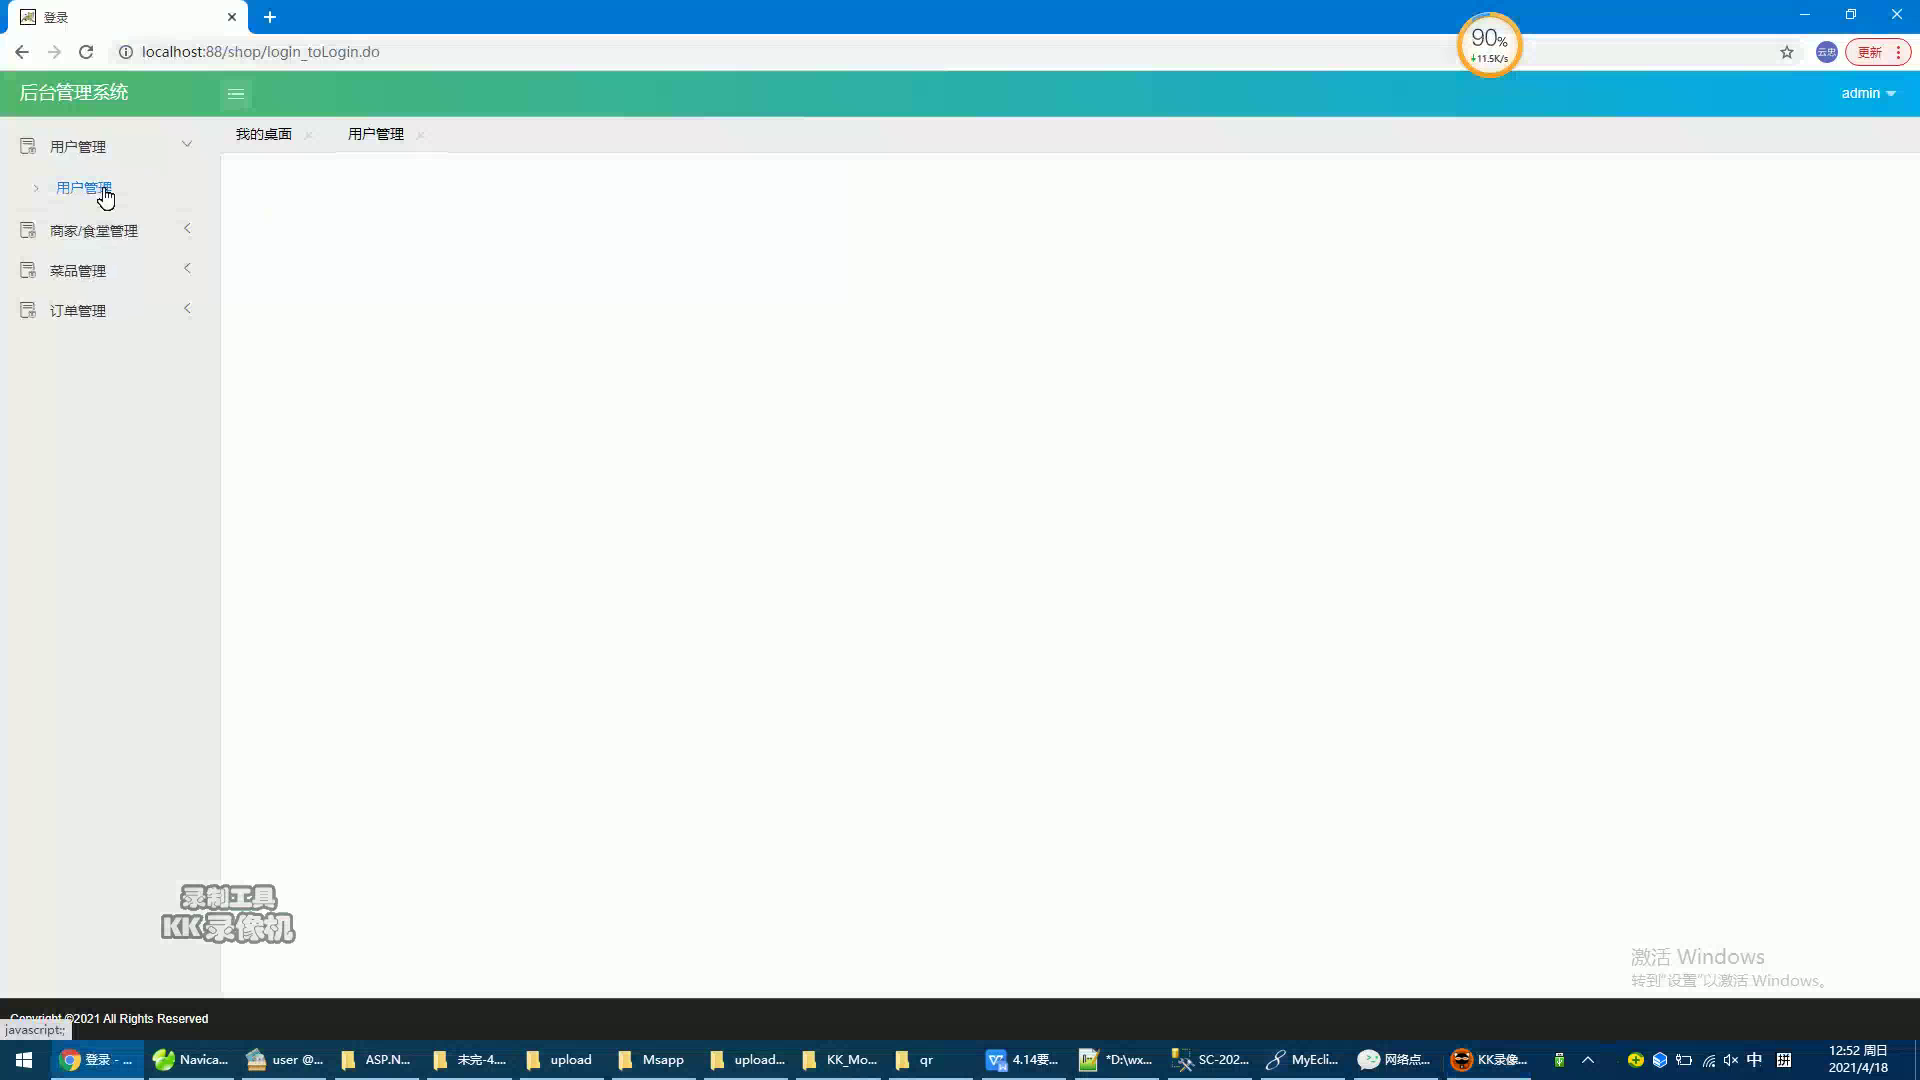 登录
localhost:88/shop/login_toLogin.do
90%
11.5K/s
云忠
更新
后台管理系统
admin
用户管理
用户管理
商家/食堂管理
菜品管理
订单管理
我的桌面
用户管理
录制工具
KK录像机
激活 Windows
转到"设置"以激活 Windows。
Copyright ©2021 All Rights Reserved
javascript:;
登录 - ...
Navica...
user @...
ASP.N...
未完-4....
upload
Msapp
upload...
KK_Mo...
qr
4.14要...
*D:\wx...
SC-202...
MyEcli...
网络点...
KK录像...
中
拼
12:52 周日
2021/4/18